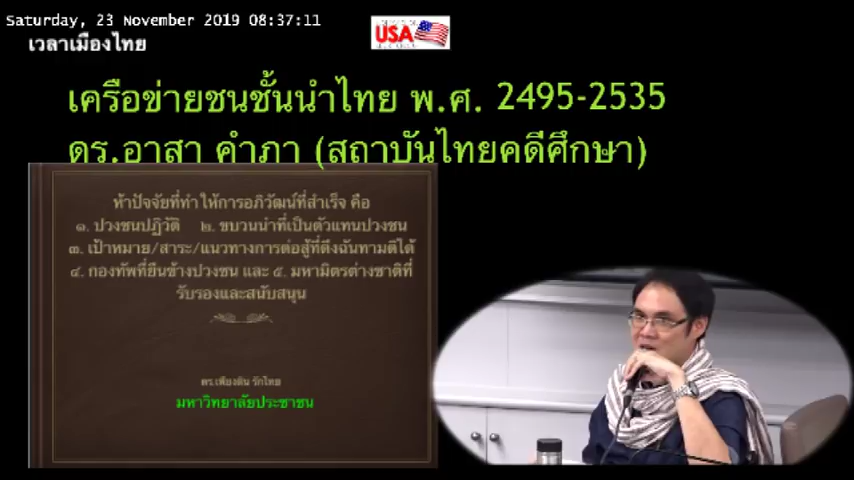 Saturday, 23 November 2019 08:37:11
เวลาเมืองไทย
USA
เครือข่ายชนชั้นนำไทย พ.ศ. 2495-2535
ดร.อาสา คำภา (สถาบันไทยคดีศึกษา)
ห้าปัจจัยที่ทำให้การอภิวัฒน์ที่สำเร็จ คือ
๑. ปวงชนปฏิวัติ ๒. ขบวนนำที่เป็นตัวแทนปวงชน
๓. เป้าหมาย/สาระ/แนวทางการต่อสู้ที่ดึงฉันทามติได้
๔. กองทัพที่ยืนข้างปวงชน และ ๕. มหามิตรต่างชาติที่
รับรองและสนับสนุน
ดร.เพียงดิน รักไทย
มหาวิทยาลัยประชาชน